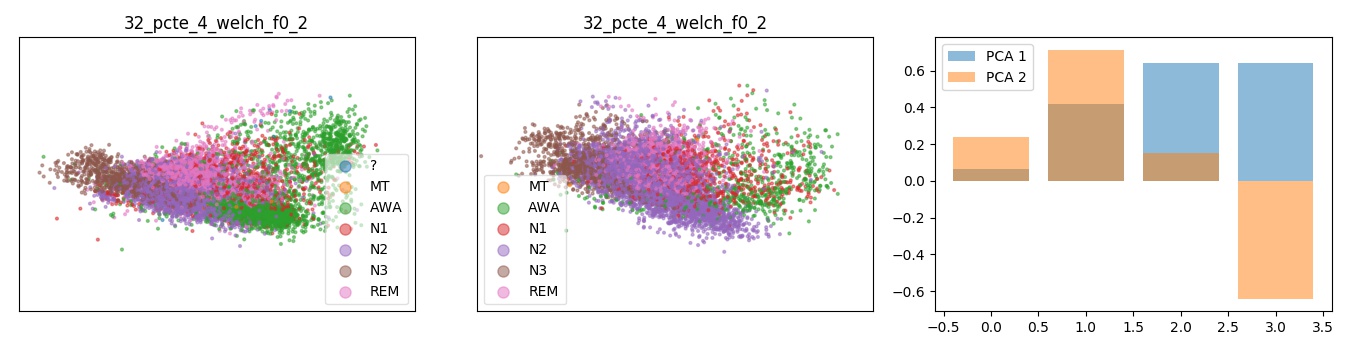 32_pcte_4_welch_f0_2
?
MT
AWA
N1
N2
N3
REM
32_pcte_4_welch_f0_2
MT
AWA
N1
N2
N3
REM
PCA 1
PCA 2
0.6
0.4
0.2
0.0
−0.2
−0.4
−0.6
−0.5 0.0 0.5 1.0 1.5 2.0 2.5 3.0 3.5